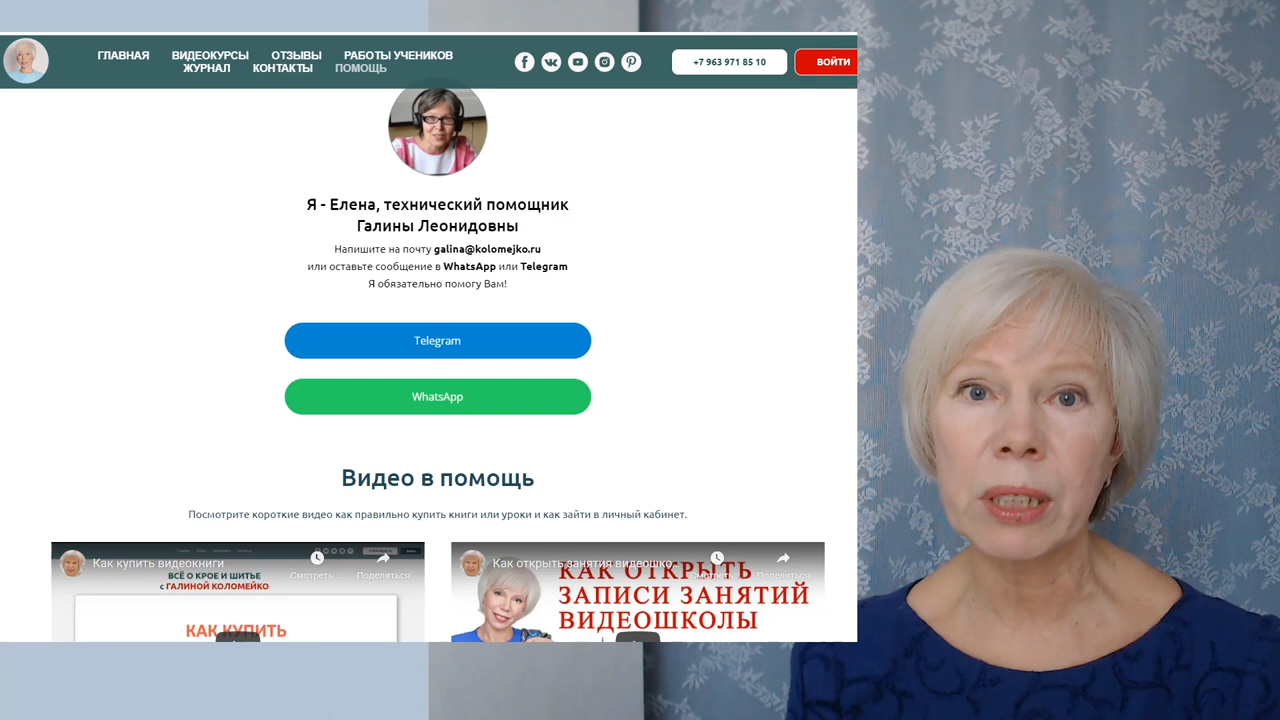 ГЛАВНАЯ ВИДЕОКУРСЫ ОТЗЫВЫ РАБОТЫ УЧЕНИКОВ
ЖУРНАЛ КОНТАКТЫ ПОМОЩЬ
+7 963 971 85 10
ВОЙТИ
Я - Елена, технический помощник
Галины Леонидовны
Напишите на почту galina@kolomejko.ru
или оставьте сообщение в WhatsApp или Telegram
Я обязательно помогу Вам!
Telegram
WhatsApp
Видео в помощь
Посмотрите короткие видео как правильно купить книги или уроки и как зайти в личный кабинет.
Как купить видеокниги
Смотреть ...
Поделиться
ВСЁ О КРОЕ И ШИТЬЕ
с ГАЛИНОЙ КОЛОМЕЙКО
КАК КУПИТЬ
Как открыть занятия видеошко...
Смотреть ...
Поделиться
КАК ОТКРЫТЬ
ЗАПИСИ ЗАНЯТИЙ
ВИДЕОШКОЛЫ